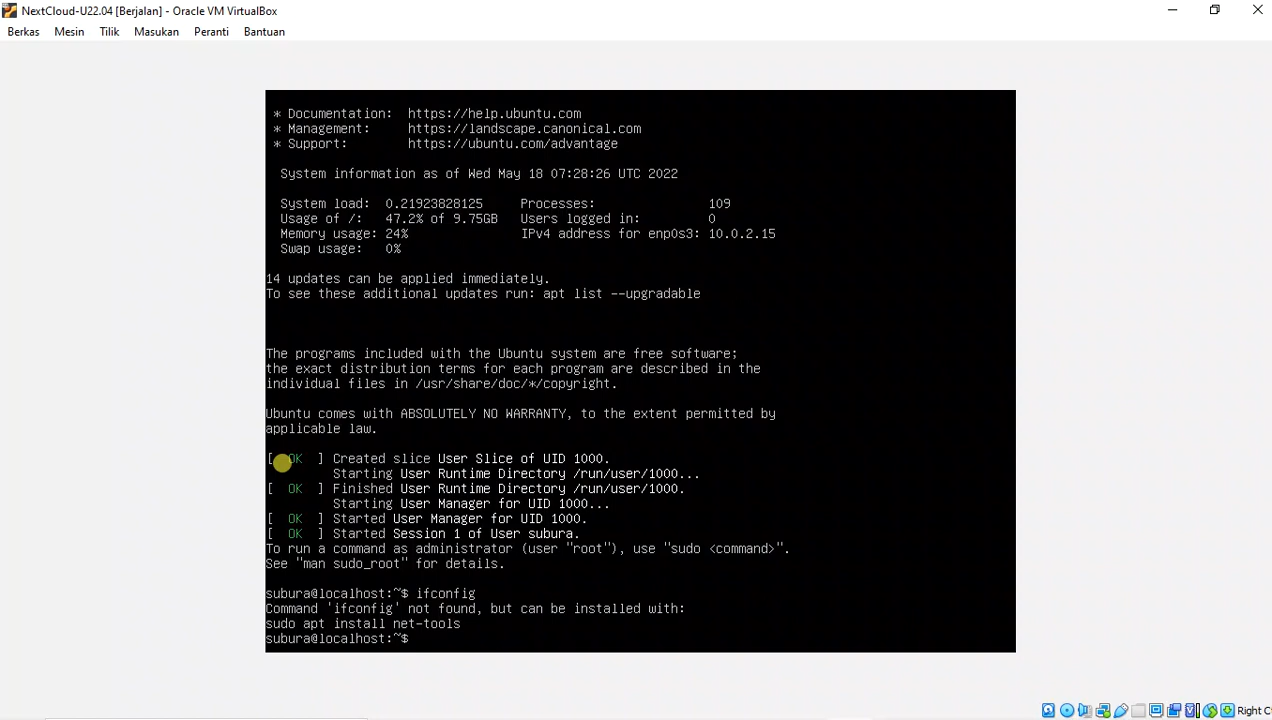 NextCloud-U22.04 [Berjalan] - Oracle VM VirtualBox
Berkas Mesin Tilik Masukan Peranti Bantuan
* Documentation: https://help.ubuntu.com
* Management: https://landscape.canonical.com
* Support: https://ubuntu.com/advantage
System information as of Wed May 18 07:28:26 UTC 2022
System load: 0.21923828125 Processes: 109
Usage of /: 47.2% of 9.75GB Users logged in: 0
Memory usage: 24% IPv4 address for enp0s3: 10.0.2.15
Swap usage: 0%
14 updates can be applied immediately.
To see these additional updates run: apt list --upgradable
The programs included with the Ubuntu system are free software;
the exact distribution terms for each program are described in the
individual files in /usr/share/doc/*/copyright.
Ubuntu comes with ABSOLUTELY NO WARRANTY, to the extent permitted by
applicable law.
[ OK ] Created slice User Slice of UID 1000.
Starting User Runtime Directory /run/user/1000...
[ OK ] Finished User Runtime Directory /run/user/1000.
Starting User Manager for UID 1000...
[ OK ] Started User Manager for UID 1000.
[ OK ] Started Session 1 of User subura.
To run a command as administrator (user "root"), use "sudo <command>".
See "man sudo_root" for details.
subura@localhost:~$ ifconfig
Command 'ifconfig' not found, but can be installed with:
sudo apt install net-tools
subura@localhost:~$
Right C